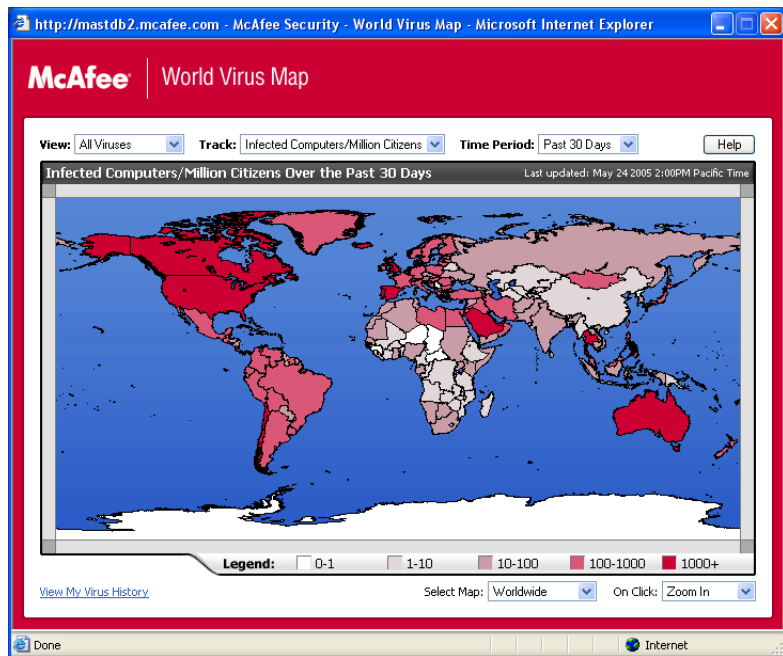 http://mastdb2.mcafee.com - McAfee Security - World Virus Map - Microsoft Internet Explorer
McAfee® World Virus Map
View: All Viruses Track: Infected Computers/Million Citizens Time Period: Past 30 Days Help
Infected Computers/Million Citizens Over the Past 30 Days Last updated: May 24 2005 2:00PM Pacific Time
Legend: 0-1 1-10 10-100 100-1000 1000+
View My Virus History Select Map: Worldwide On Click: Zoom In
Done Internet